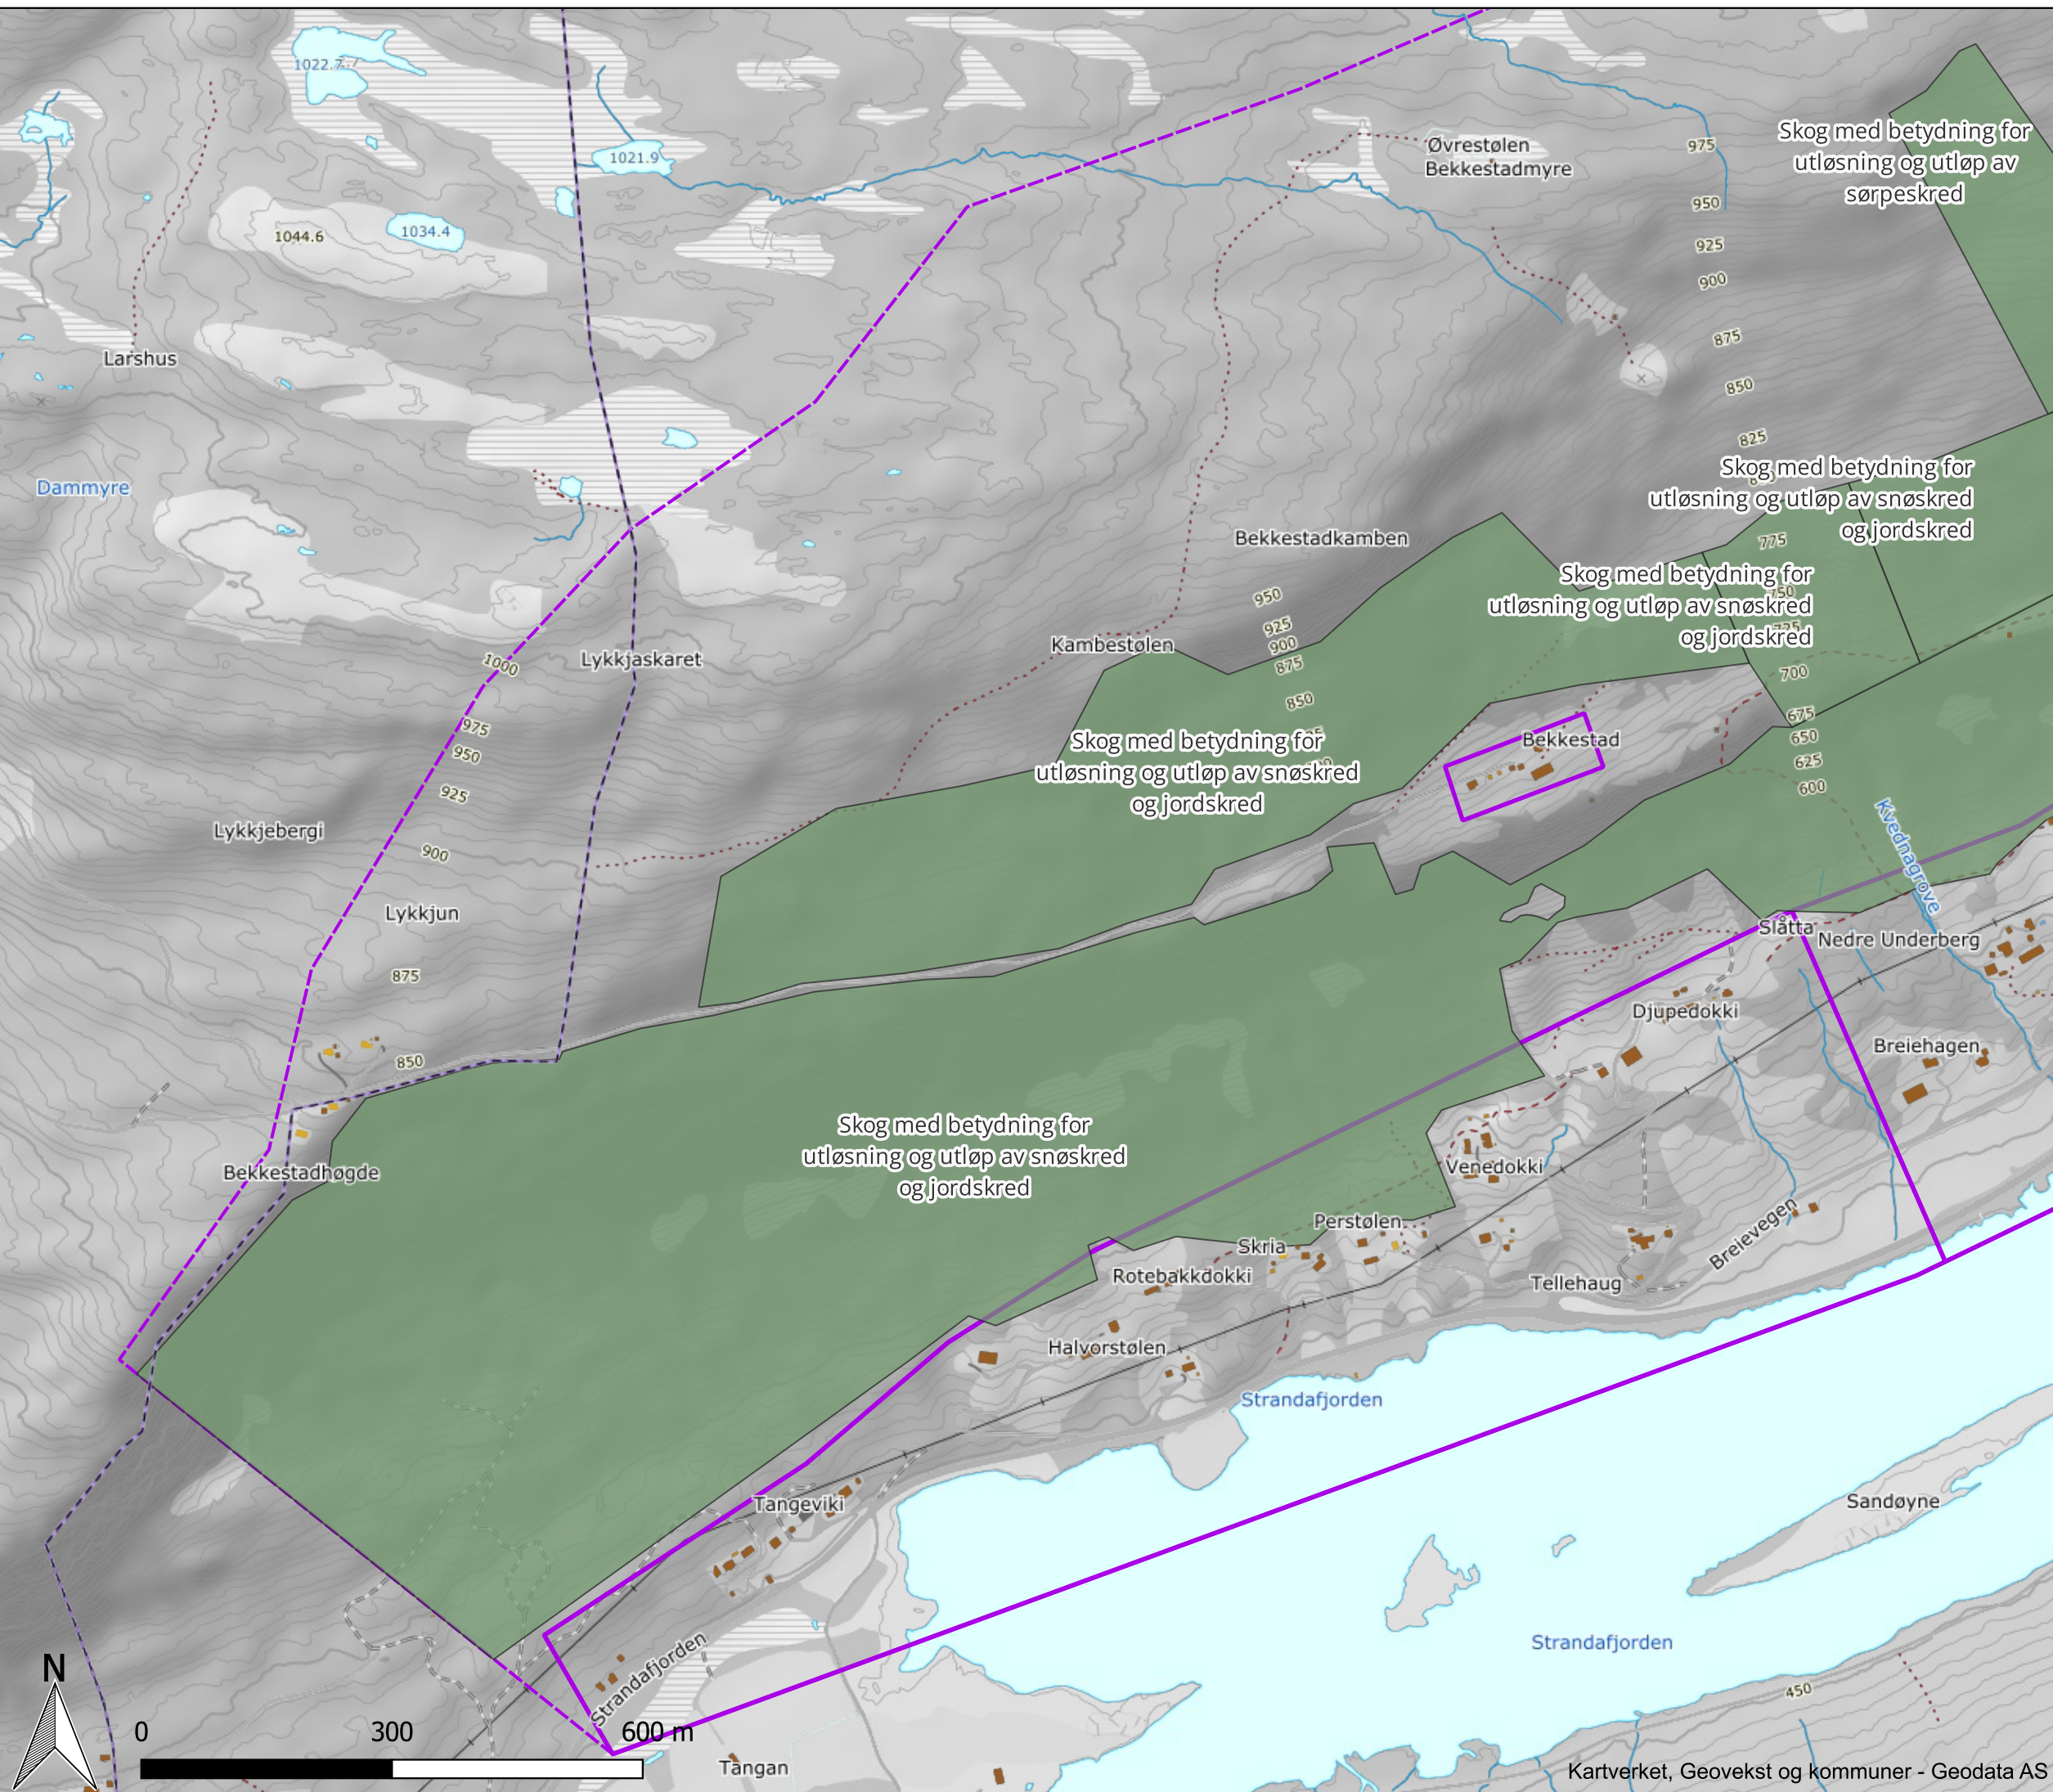 1022.7
1021.9
Øvrestølen
Bekkestadmyre
975
Skog med betydning for
utløsning og utløp av
sørpeskred
950
1044.6
1034.4
925
900
Larshus
875
850
825
Dammyre
Skog med betydning for
utløsning og utløp av snøskred
og jordskred
Bekkestadkamben
775
950
Skog med betydning for
utløsning og utløp av snøskred
og jordskred
750
925
900
Kambestølen
875
1000
Lykkjaskaret
700
850
675
975
Skog med betydning for
utløsning og utløp av snøskred
og jordskred
Bekkestad
650
950
625
925
600
Lykkjebergi
900
Kvednagrove
Lykkjun
Slåtta
Nedre Underberg
875
Djupedokki
Breiehagen
850
Skog med betydning for
utløsning og utløp av snøskred
og jordskred
Bekkestadhøgde
Venedokki
Perstølen
Breievegen
Skria
Rotebakkdokki
Tellehaug
Halvorstølen
Strandafjorden
Tangeviki
Sandøyne
Strandafjorden
Strandafjorden
450
N
0 300 600 m
Tangan
Kartverket, Geovekst og kommuner - Geodata AS